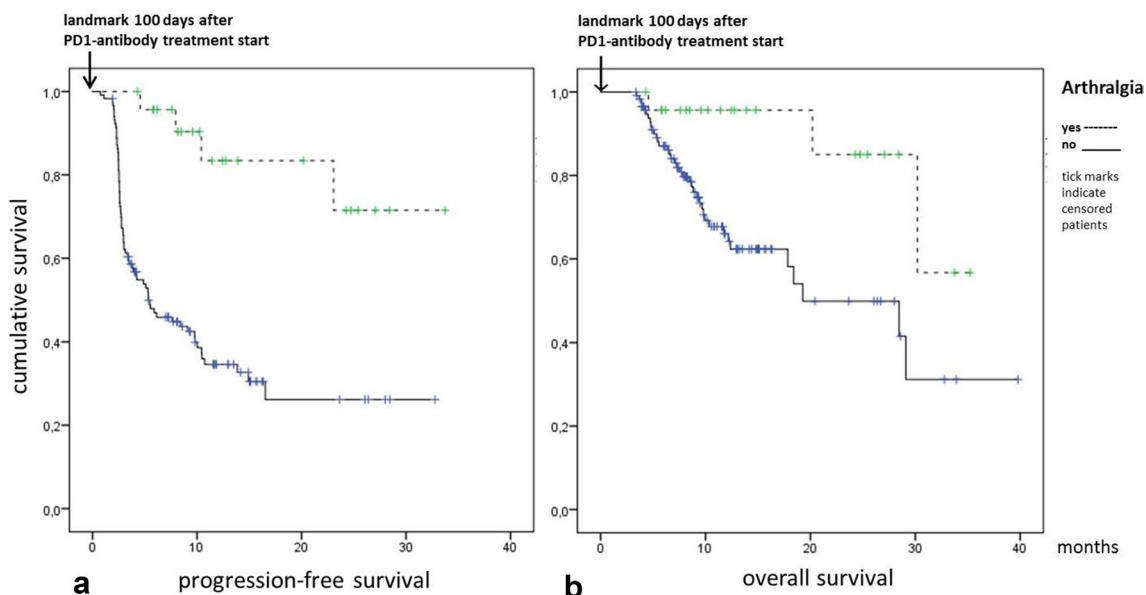 landmark 100 days after
PD1-antibody treatment start
landmark 100 days after
PD1-antibody treatment start
Arthralgia
yes -------
no _____
tick marks
indicate
censored
patients
cumulative survival
1,0
0,8
0,6
0,4
0,2
0,0
0 10 20 30 40
a progression-free survival
1,0
0,8
0,6
0,4
0,2
0,0
0 10 20 30 40
months
b overall survival